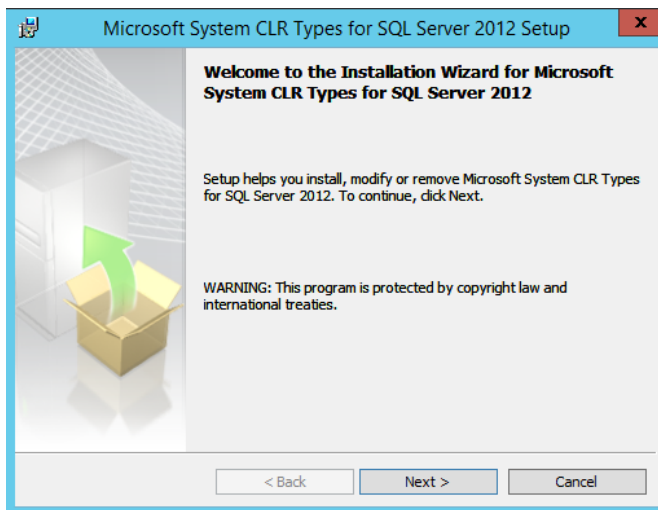 Microsoft System CLR Types for SQL Server 2012 Setup
x
Welcome to the Installation Wizard for Microsoft
System CLR Types for SQL Server 2012
Setup helps you install, modify or remove Microsoft System CLR Types
for SQL Server 2012. To continue, click Next.
WARNING: This program is protected by copyright law and
international treaties.
< Back
Next >
Cancel